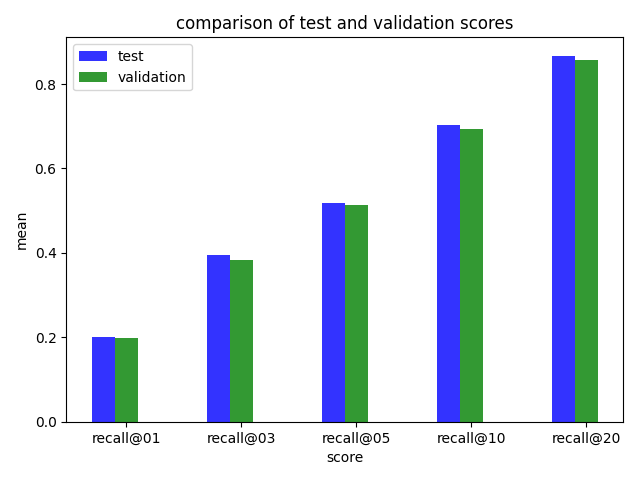 comparison of test and validation scores
test
validation
mean
0.8
0.6
0.4
0.2
0.0
recall@01 recall@03 recall@05 recall@10 recall@20
score